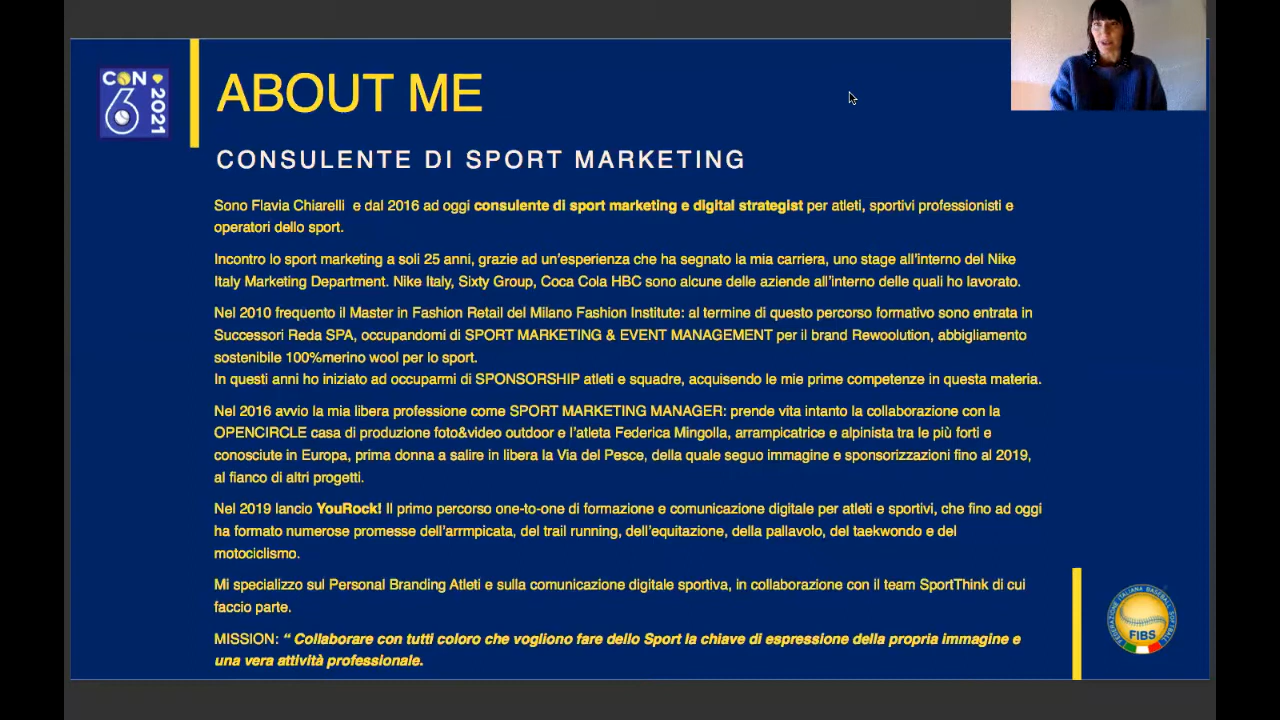 CON
6
2021
ABOUT ME
CONSULENTE DI SPORT MARKETING
Sono Flavia Chiarelli e dal 2016 ad oggi consulente di sport marketing e digital strategist per atleti, sportivi professionisti e
operatori dello sport.
Incontro lo sport marketing a soli 25 anni, grazie ad un'esperienza che ha segnato la mia carriera, uno stage all'interno del Nike
Italy Marketing Department. Nike Italy, Sixty Group, Coca Cola HBC sono alcune delle aziende all'interno delle quali ho lavorato.
Nel 2010 frequento il Master in Fashion Retail del Milano Fashion Institute: al termine di questo percorso formativo sono entrata in
Successori Reda SPA, occupandomi di SPORT MARKETING & EVENT MANAGEMENT per il brand Rewoolution, abbigliamento
sostenibile 100%merino wool per lo sport.
In questi anni ho iniziato ad occuparmi di SPONSORSHIP atleti e squadre, acquisendo le mie prime competenze in questa materia.
Nel 2016 avvio la mia libera professione come SPORT MARKETING MANAGER: prende vita intanto la collaborazione con la
OPENCIRCLE casa di produzione foto&video outdoor e l'atleta Federica Mingolla, arrampicatrice e alpinista tra le più forti e
conosciute in Europa, prima donna a salire in libera la Via del Pesce, della quale seguo immagine e sponsorizzazioni fino al 2019,
al fianco di altri progetti.
Nel 2019 lancio YouRock! Il primo percorso one-to-one di formazione e comunicazione digitale per atleti e sportivi, che fino ad oggi
ha formato numerose promesse dell'arrmpicata, del trail running, dell'equitazione, della pallavolo, del taekwondo e del
motociclismo.
Mi specializzo sul Personal Branding Atleti e sulla comunicazione digitale sportiva, in collaborazione con il team SportThink di cui
faccio parte.
MISSION: “ Collaborare con tutti coloro che vogliono fare dello Sport la chiave di espressione della propria immagine e
una vera attività professionale.
FEDERAZIONE ITALIANA BASEBALL SOFTBALL
FIBS